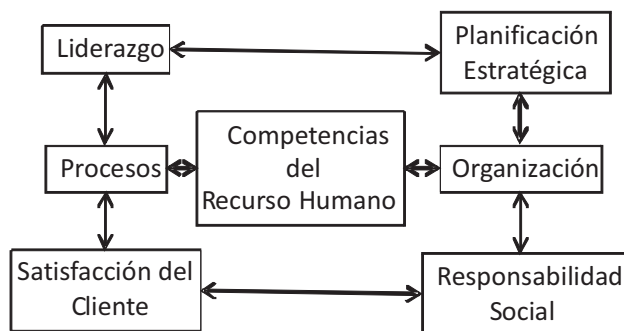 Liderazgo
Planificación
Estratégica
Procesos
Competencias
del
Recurso Humano
Organización
Satisfacción del
Cliente
Responsabilidad
Social